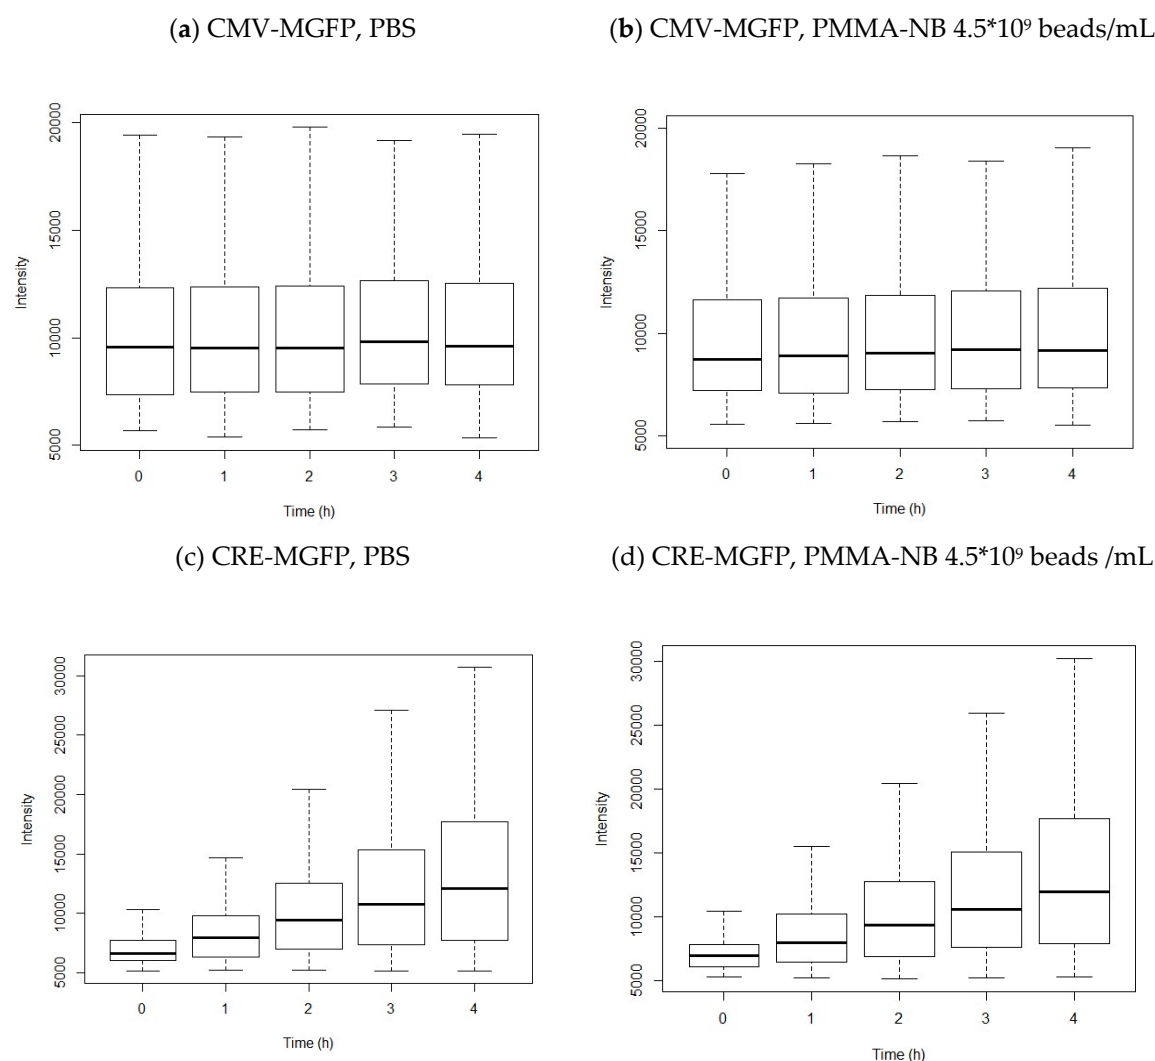 (a) CMV-MGFP, PBS
(b) CMV-MGFP, PMMA-NB 4.5*10⁹ beads/mL
20000
15000
10000
5000
Intensity
0 1 2 3 4
Time (h)
20000
15000
10000
5000
Intensity
0 1 2 3 4
Time (h)
(c) CRE-MGFP, PBS
(d) CRE-MGFP, PMMA-NB 4.5*10⁹ beads /mL
30000
25000
20000
15000
10000
5000
Intensity
0 1 2 3 4
Time (h)
30000
25000
20000
15000
10000
5000
Intensity
0 1 2 3 4
Time (h)